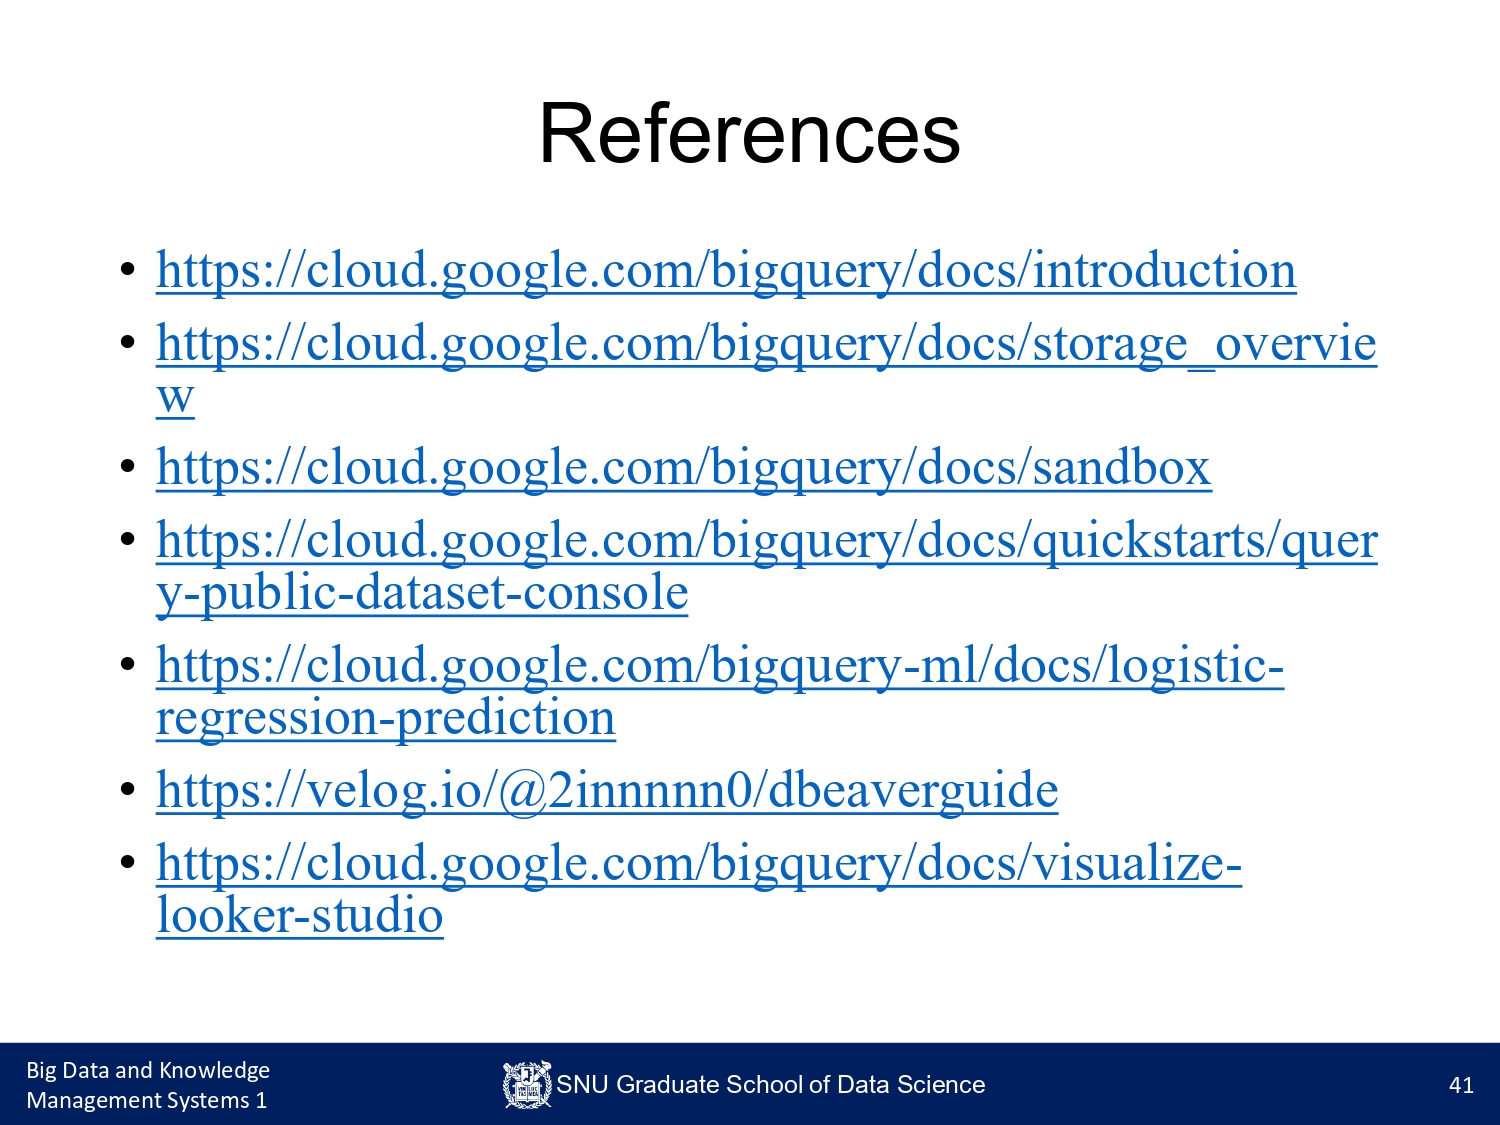 References
• https://cloud.google.com/bigquery/docs/introduction
• https://cloud.google.com/bigquery/docs/storage_overvie
w
• https://cloud.google.com/bigquery/docs/sandbox
• https://cloud.google.com/bigquery/docs/quickstarts/quer
y-public-dataset-console
• https://cloud.google.com/bigquery-ml/docs/logistic-
regression-prediction
• https://velog.io/@2innnnn0/dbeaverguide
• https://cloud.google.com/bigquery/docs/visualize-
looker-studio
Big Data and Knowledge
Management Systems 1
SNU Graduate School of Data Science
41